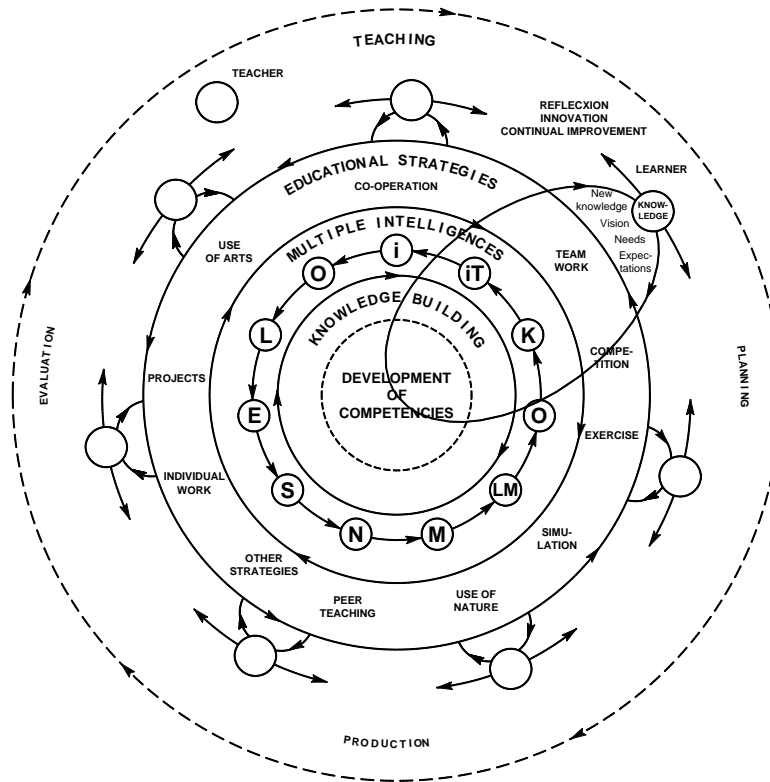 TEACHING
TEACHER
REFLECXION
INNOVATION
CONTINUAL IMPROVEMENT
LEARNER
New
knowledge
Vision
Needs
Expec-
tations
KNOW-
LEDGE
EDUCATIONAL STRATEGIES
CO-OPERATION
USE
OF ARTS
TEAM
WORK
MULTIPLE INTELLIGENCES
O
i
iT
L
K
KNOWLEDGE BUILDING
EVALUATION
PLANNING
PROJECTS
COMPE-
TITION
DEVELOPMENT
OF
COMPETENCIES
E
O
EXERCISE
INDIVIDUAL
WORK
S
LM
N
M
SIMU-
LATION
OTHER
STRATEGIES
PEER
TEACHING
USE OF
NATURE
PRODUCTION